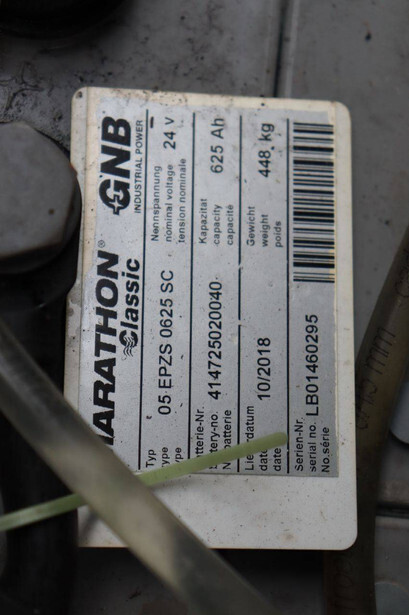 MARATHON®
Classic
GNB
INDUSTRIAL POWER
Typ
type
type
05 EPZS 0625 SC
Nennspannung
nominal voltage
tension nominale
24 V
Batterie-Nr.
battery-no.
N batterie
414725020040
Kapazität
capacity
capacité
625 Ah
Lieferdatum
date
date
10/2018
Gewicht
weight
poids
448 kg
Serien-Nr.
serial no.
No.série
LB01460295
mm